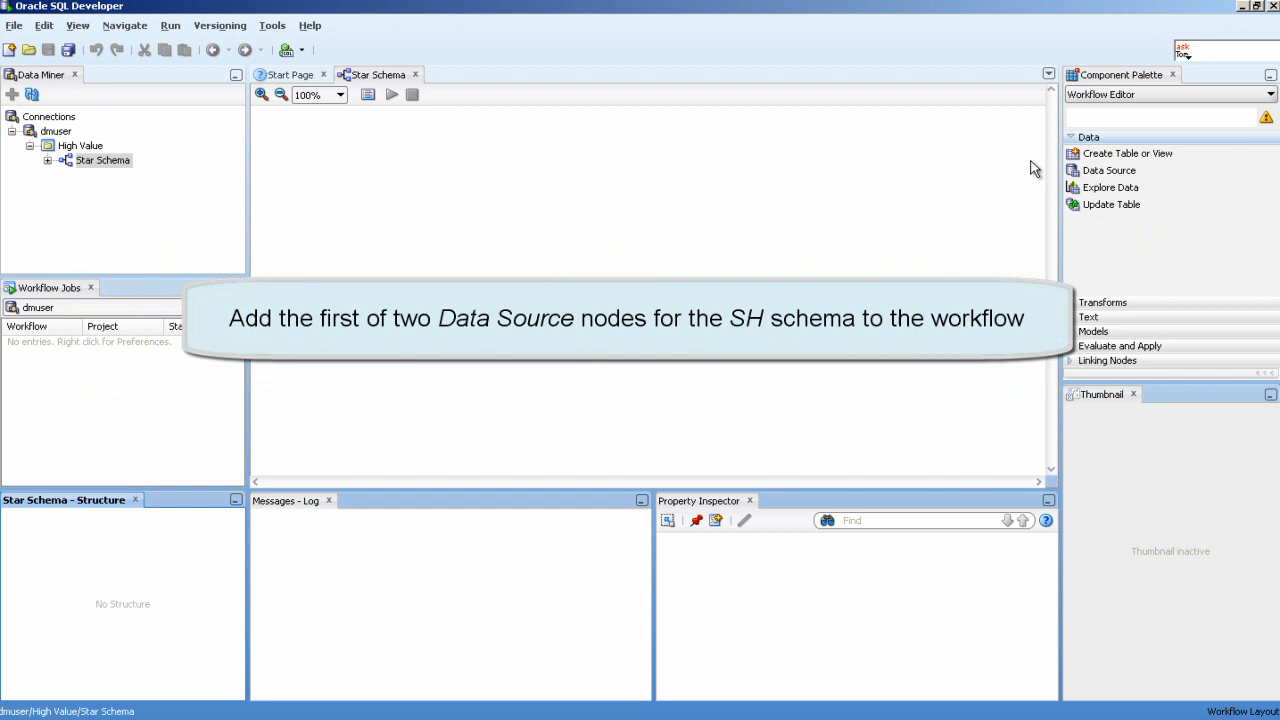 Oracle SQL Developer
File Edit View Navigate Run Versioning Tools Help
ask
Tom
Data Miner
Start Page
Star Schema
Component Palette
100%
Workflow Editor
Connections
dmuser
High Value
Star Schema
Data
Create Table or View
Data Source
Explore Data
Update Table
Workflow Jobs
dmuser
Workflow Project Sta
No entries. Right click for Preferences.
Add the first of two Data Source nodes for the SH schema to the workflow
Transforms
Text
Models
Evaluate and Apply
Linking Nodes
Thumbnail
Thumbnail inactive
Star Schema - Structure
No Structure
Messages - Log
Property Inspector
Find
dmuser/High Value/Star Schema
Workflow Layout